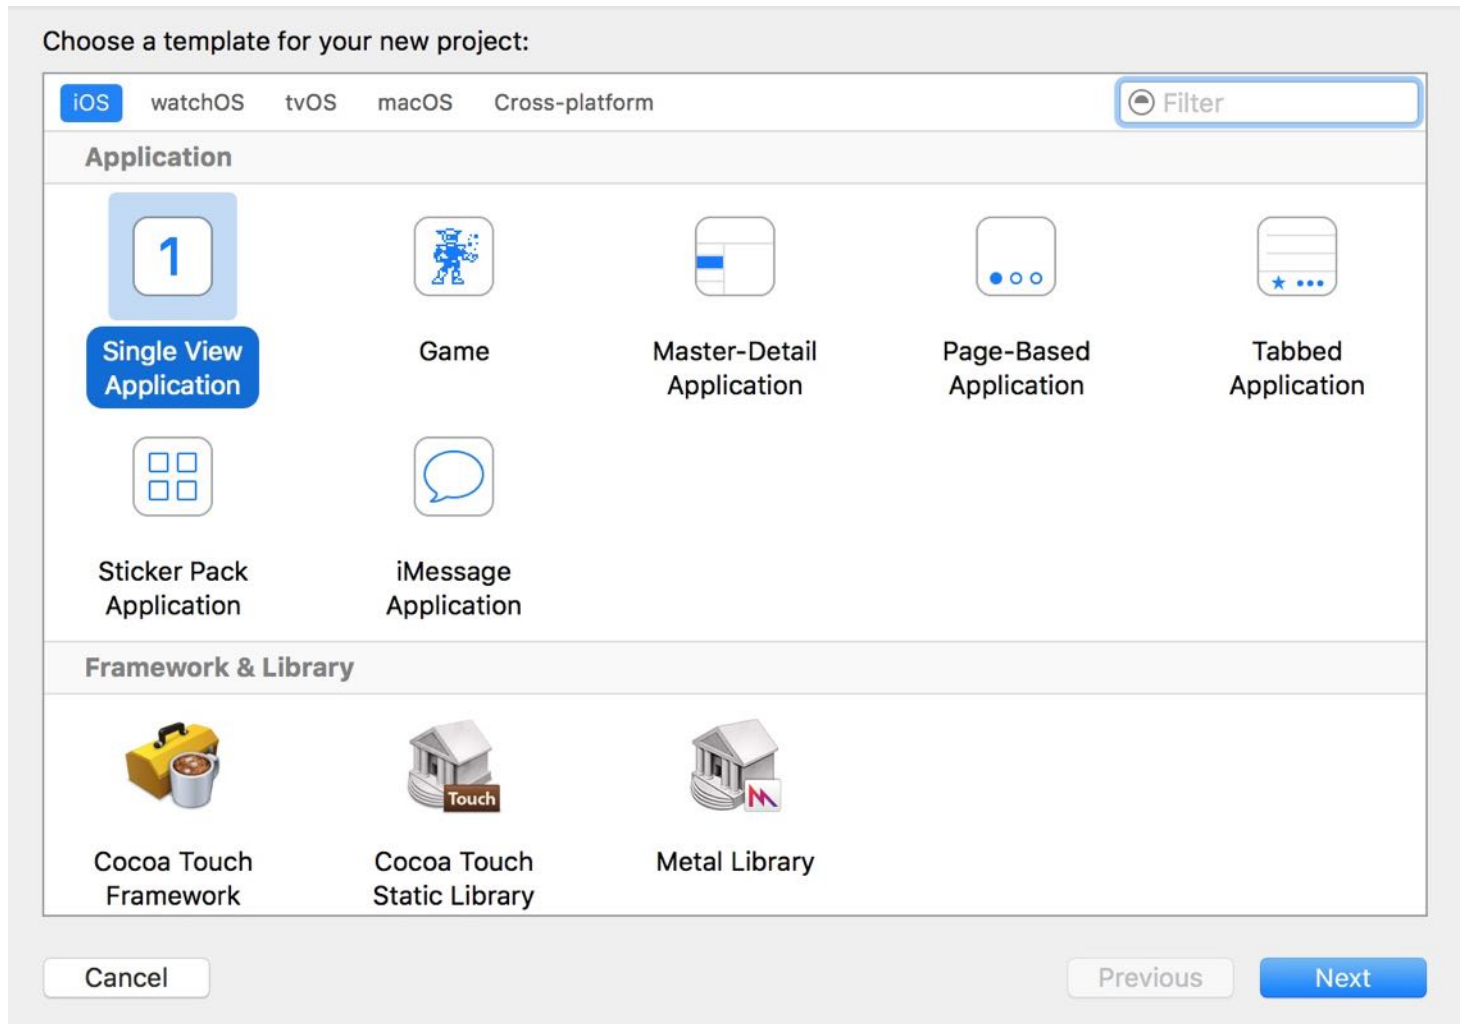 Choose a template for your new project:
iOS watchOS tvOS macOS Cross-platform Filter
Application
1
Single View Game Master-Detail Page-Based Tabbed
Application Application Application Application
Sticker Pack iMessage
Application Application
Framework & Library
Touch
Cocoa Touch Cocoa Touch Metal Library
Framework Static Library
Cancel Previous Next